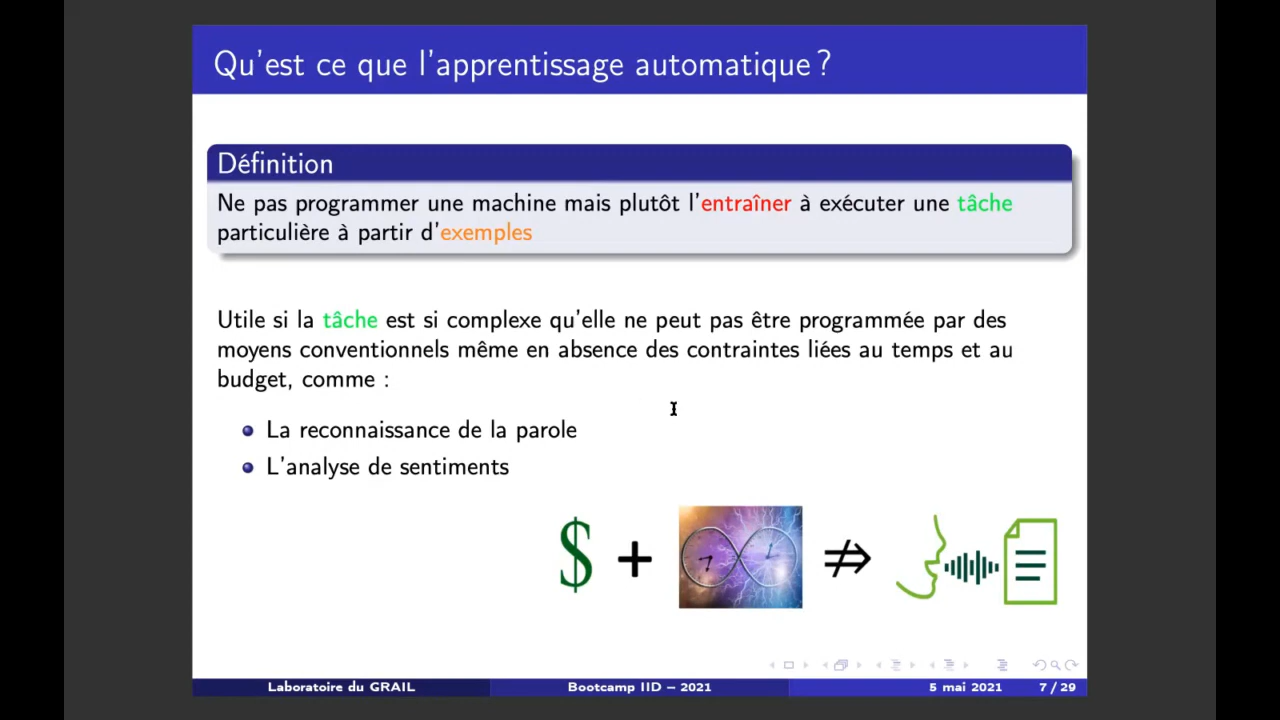 Qu'est ce que l'apprentissage automatique ?
Définition
Ne pas programmer une machine mais plutôt l'entraîner à exécuter une tâche
particulière à partir d'exemples
Utile si la tâche est si complexe qu'elle ne peut pas être programmée par des
moyens conventionnels même en absence des contraintes liées au temps et au
budget, comme :
La reconnaissance de la parole
L'analyse de sentiments
$ + ⇏
Laboratoire du GRAIL Bootcamp IID – 2021 5 mai 2021 7 / 29